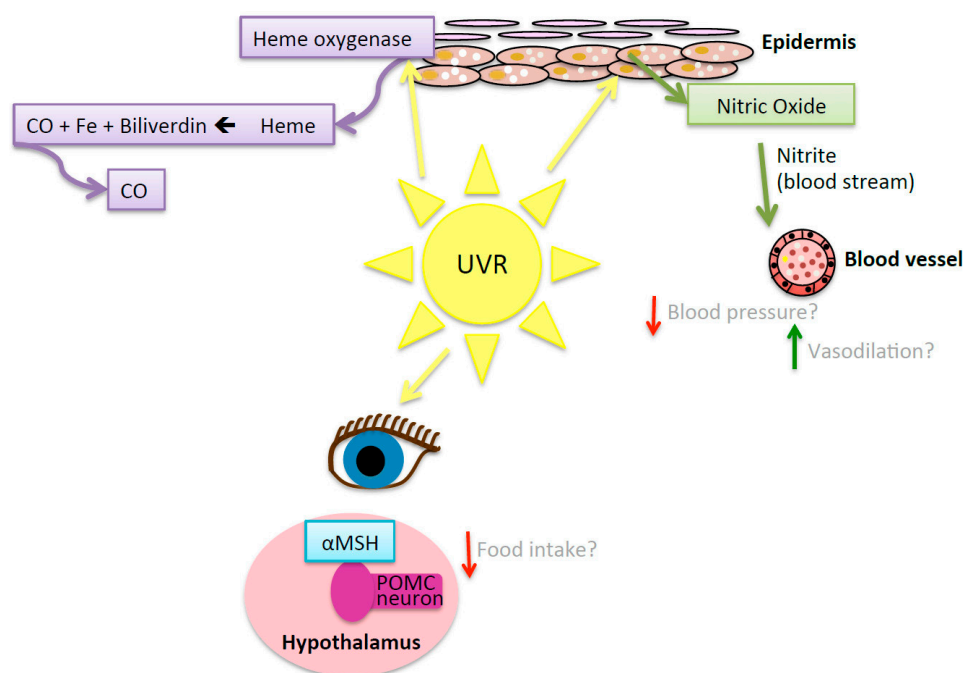 Heme oxygenase
Epidermis
Nitric Oxide
CO + Fe + Biliverdin ← Heme
CO
Nitrite
(blood stream)
UVR
Blood vessel
Blood pressure?
Vasodilation?
αMSH
Food intake?
POMC
neuron
Hypothalamus